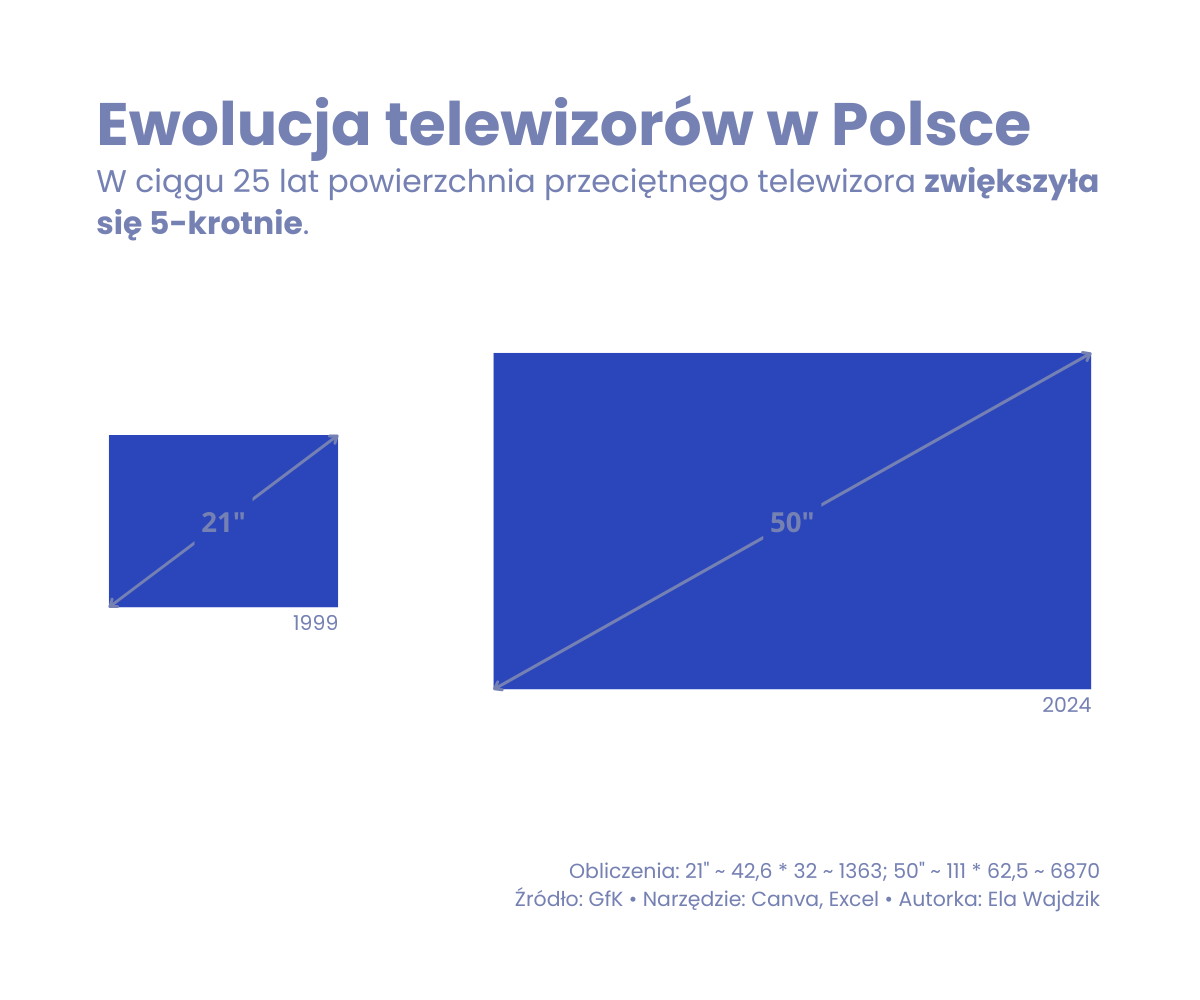 Ewolucja telewizorów w Polsce
W ciągu 25 lat powierzchnia przeciętnego telewizora zwiększyła
się 5-krotnie.
21"
1999
50"
2024
Obliczenia: 21" ~ 42,6 * 32 ~ 1363; 50" ~ 111 * 62,5 ~ 6870
Źródło: GfK • Narzędzie: Canva, Excel • Autorka: Ela Wajdzik